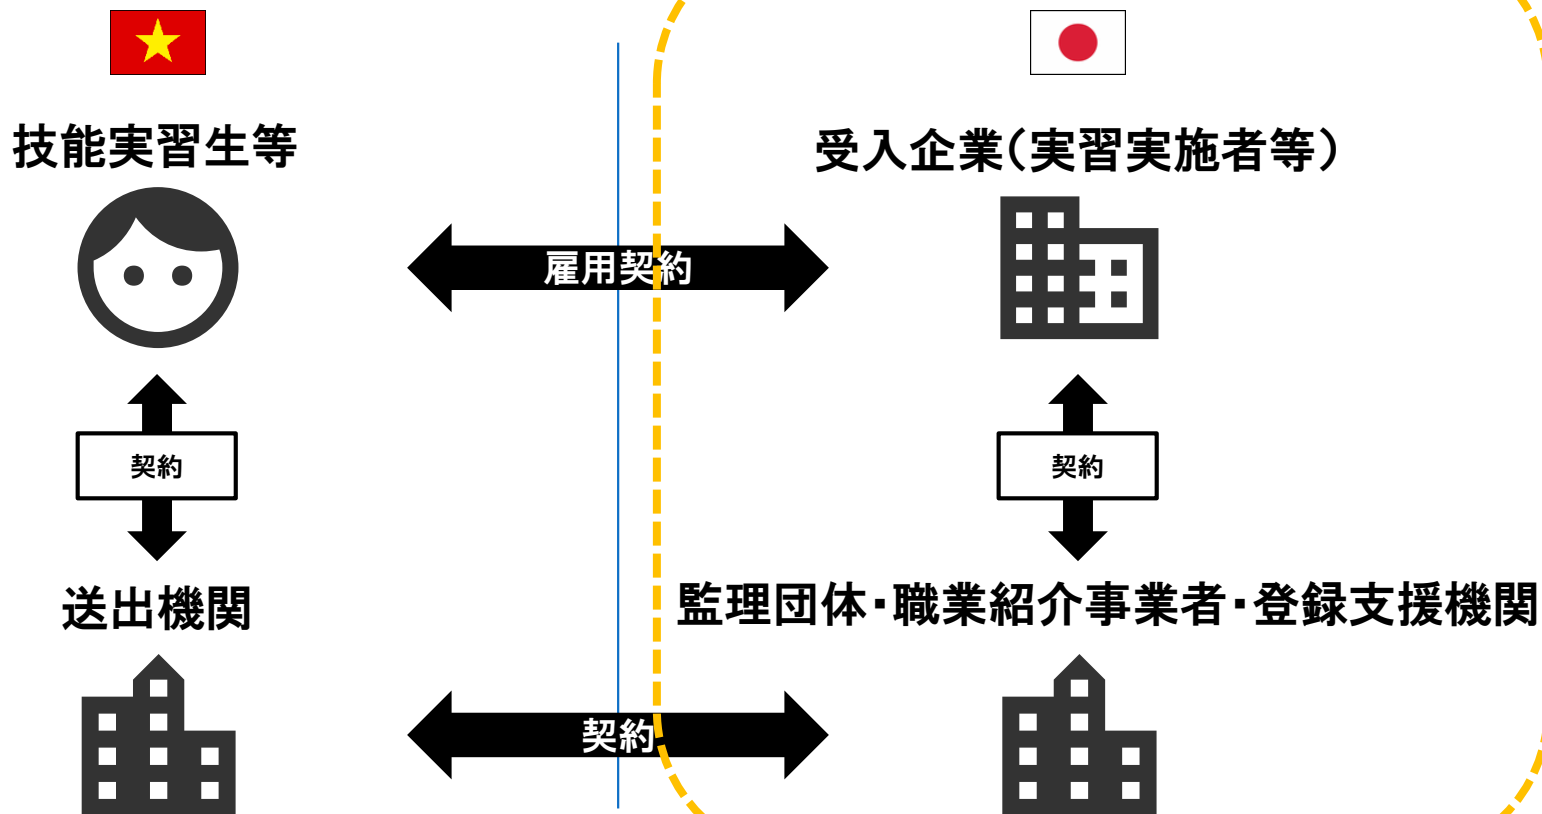 技能実習生等
受入企業(実習実施者等)
雇用契約
契約
契約
送出機関
監理団体・職業紹介事業者・登録支援機関
契約